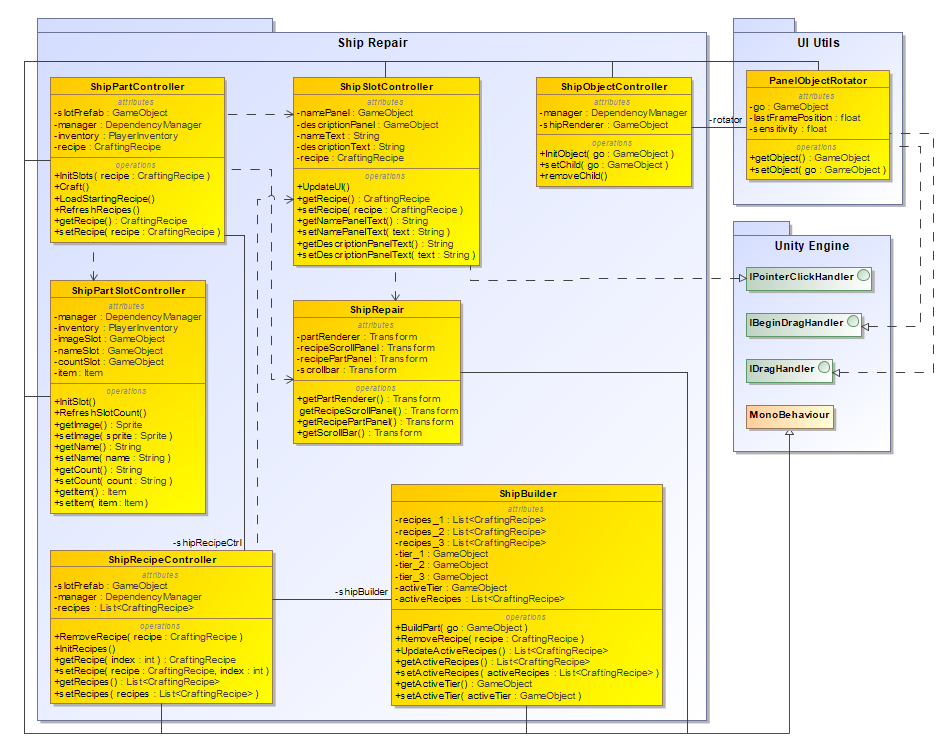 Ship Repair
ShipPartController
attributes
-slotPrefab : GameObject
-manager : DependencyManager
-inventory : PlayerInventory
-recipe : CraftingRecipe
operations
+InitSlots( recipe : CraftingRecipe )
+Craft()
+LoadStartingRecipe()
+RefreshRecipes()
+getRecipe() : CraftingRecipe
+setRecipe( recipe : CraftingRecipe )
ShipSlotController
attributes
-namePanel : GameObject
-descriptionPanel : GameObject
-nameText : String
-descriptionText : String
-recipe : CraftingRecipe
operations
+UpdateUI()
+getRecipe() : CraftingRecipe
+setRecipe( recipe : CraftingRecipe )
+getNamePanelText() : String
+setNamePanelText( text : String )
+getDescriptionPanelText() : String
+setDescriptionPanelText( text : String )
ShipObjectController
attributes
-manager : DependencyManager
-shipRenderer : GameObject
operations
+InitObject( go : GameObject )
+setChild( go : GameObject )
+removeChild()
-rotator
UI Utils
PanelObjectRotator
attributes
-go : GameObject
-lastFramePosition : float
-sensitivity : float
operations
+getObject() : GameObject
+setObject( go : GameObject )
Unity Engine
IPointerClickHandler
IBeginDragHandler
IDragHandler
MonoBehaviour
ShipPartSlotController
attributes
-manager : DependencyManager
-inventory : PlayerInventory
-imageSlot : GameObject
-nameSlot : GameObject
-countSlot : GameObject
-item : Item
operations
+InitSlot()
+RefreshSlotCount()
+getImage() : Sprite
+setImage( sprite : Sprite )
+getName() : String
+setName( name : String )
+getCount() : String
+setCount( count : String )
+getItem() : Item
+setItem( item : Item )
ShipRepair
attributes
-partRenderer : Transform
-recipeScrollPanel : Transform
-recipePartPanel : Transform
-scrollbar : Transform
operations
+getPartRenderer() : Transform
getRecipeScrollPanel() : Transform
+getRecipePartPanel() : Transform
+getScrollBar() : Transform
-shipRecipeCtrl
ShipRecipeController
attributes
-slotPrefab : GameObject
-manager : DependencyManager
-recipes : List<CraftingRecipe>
operations
+RemoveRecipe( recipe : CraftingRecipe )
+InitRecipes()
+getRecipe( index : int ) : CraftingRecipe
+setRecipe( recipe : CraftingRecipe, index : int )
+getRecipes() : List<CraftingRecipe>
+setRecipes( recipes : List<CraftingRecipe> )
-shipBuilder
ShipBuilder
attributes
-recipes_1 : List<CraftingRecipe>
-recipes_2 : List<CraftingRecipe>
-recipes_3 : List<CraftingRecipe>
-tier_1 : GameObject
-tier_2 : GameObject
-tier_3 : GameObject
-activeTier : GameObject
-activeRecipes : List<CraftingRecipe>
operations
+BuildPart( go : GameObject )
+RemoveRecipe( recipe : CraftingRecipe )
+UpdateActiveRecipes() : List<CraftingRecipe>
+getActiveRecipes() : List<CraftingRecipe>
+setActiveRecipes( activeRecipes : List<CraftingRecipe> )
+getActiveTier() : GameObject
+setActiveTier( activeTier : GameObject )